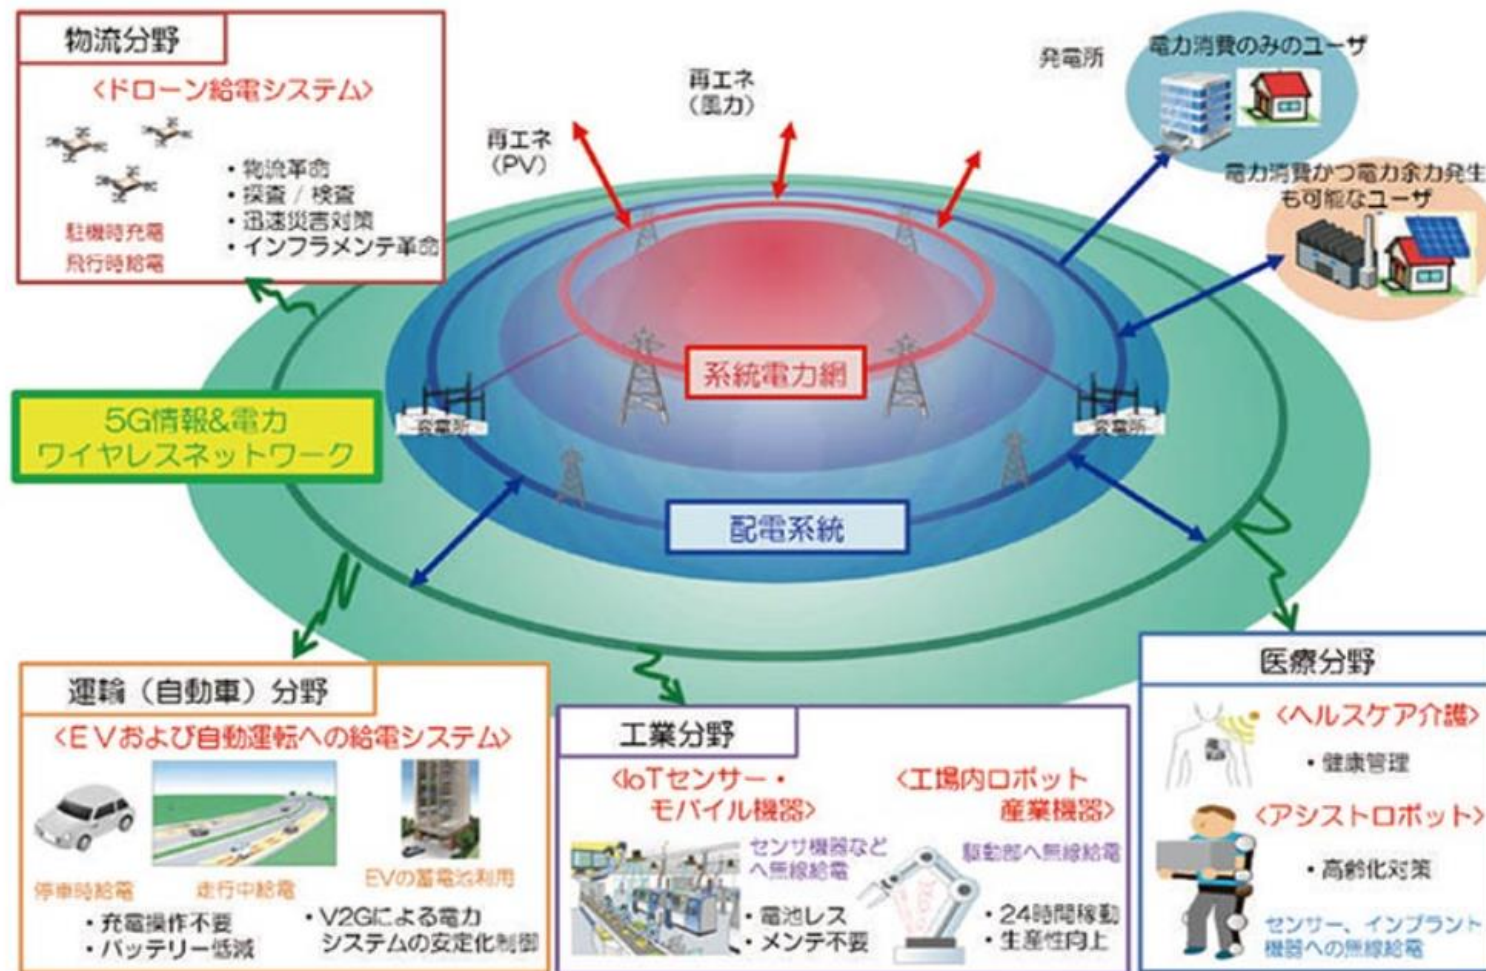 物流分野
<ドローン給電システム>
・物流革命
・探査 / 検査
・迅速災害対策
・インフラメンテ革命
駐機時充電
飛行時給電
再エネ
(PV)
再エネ
(風力)
発電所
電力消費のみのユーザ
電力消費かつ電力余力発生
も可能なユーザ
系統電力網
5G情報&電力
ワイヤレスネットワーク
変電所
変電所
配電系統
運輸（自動車）分野
<EVおよび自動運転への給電システム>
停車時給電
走行中給電
EVの蓄電池利用
・充電操作不要
・バッテリー低減
・V2Gによる電力
システムの安定化制御
工業分野
<IoTセンサー・
モバイル機器>
センサ機器など
へ無線給電
・電池レス
・メンテ不要
<工場内ロボット
産業機器>
駆動部へ無線給電
・24時間稼動
・生産性向上
医療分野
<ヘルスケア介護>
・健康管理
<アシストロボット>
・高齢化対策
センサー、インプラント
機器への無線給電